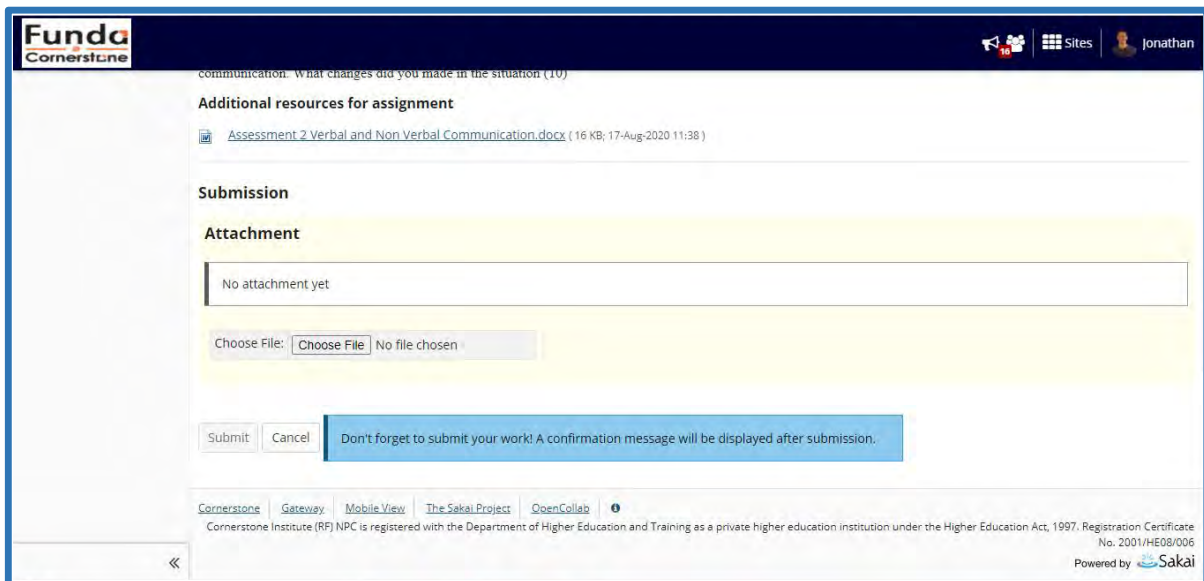 Funda
Cornerstone
16
Sites
Jonathan
communication. What changes did you made in the situation (10)
Additional resources for assignment
Assessment 2 Verbal and Non Verbal Communication.docx ( 16 KB; 17-Aug-2020 11:38 )
Submission
Attachment
No attachment yet
Choose File: Choose File No file chosen
Submit Cancel Don't forget to submit your work! A confirmation message will be displayed after submission.
Cornerstone Gateway Mobile View The Sakai Project OpenCollab
Cornerstone Institute (RF) NPC is registered with the Department of Higher Education and Training as a private higher education institution under the Higher Education Act, 1997. Registration Certificate
No. 2001/HE08/006
« Powered by Sakai